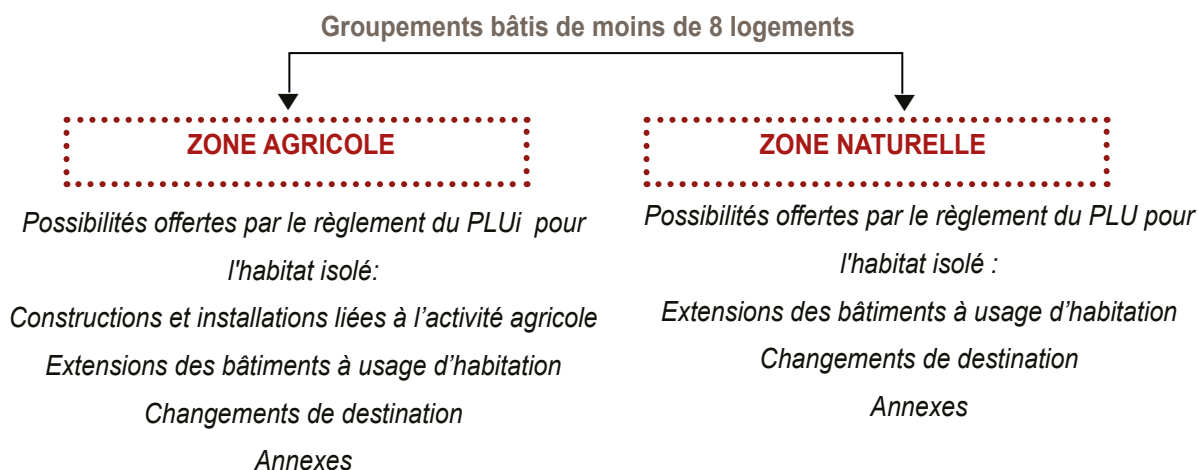 Groupements bâtis de moins de 8 logements
ZONE AGRICOLE
Possibilités offertes par le règlement du PLUi pour
l'habitat isolé:
Constructions et installations liées à l’activité agricole
Extensions des bâtiments à usage d’habitation
Changements de destination
Annexes
ZONE NATURELLE
Possibilités offertes par le règlement du PLU pour
l'habitat isolé :
Extensions des bâtiments à usage d’habitation
Changements de destination
Annexes